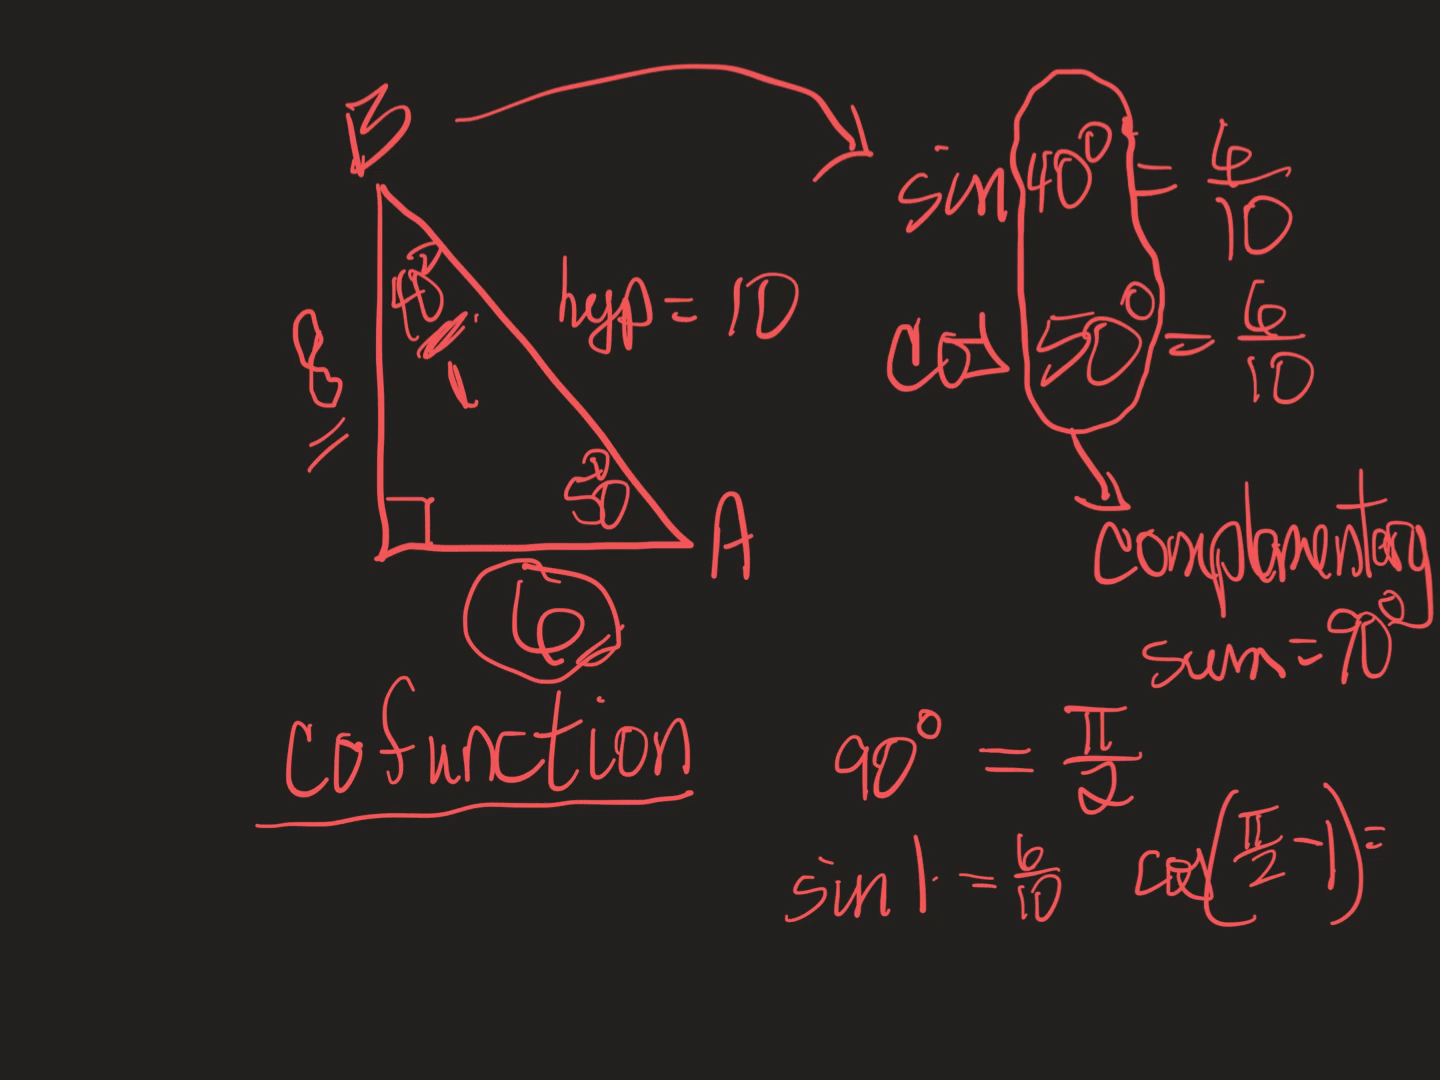 B
sin 40° = 6/10
40°
hyp = 10
8
1
cos 50° = 6/10
50°
A
complementary
sum = 90°
6
cofunction
90° = π/2
sin 1 = 6/10
cos(π/2 - 1) =